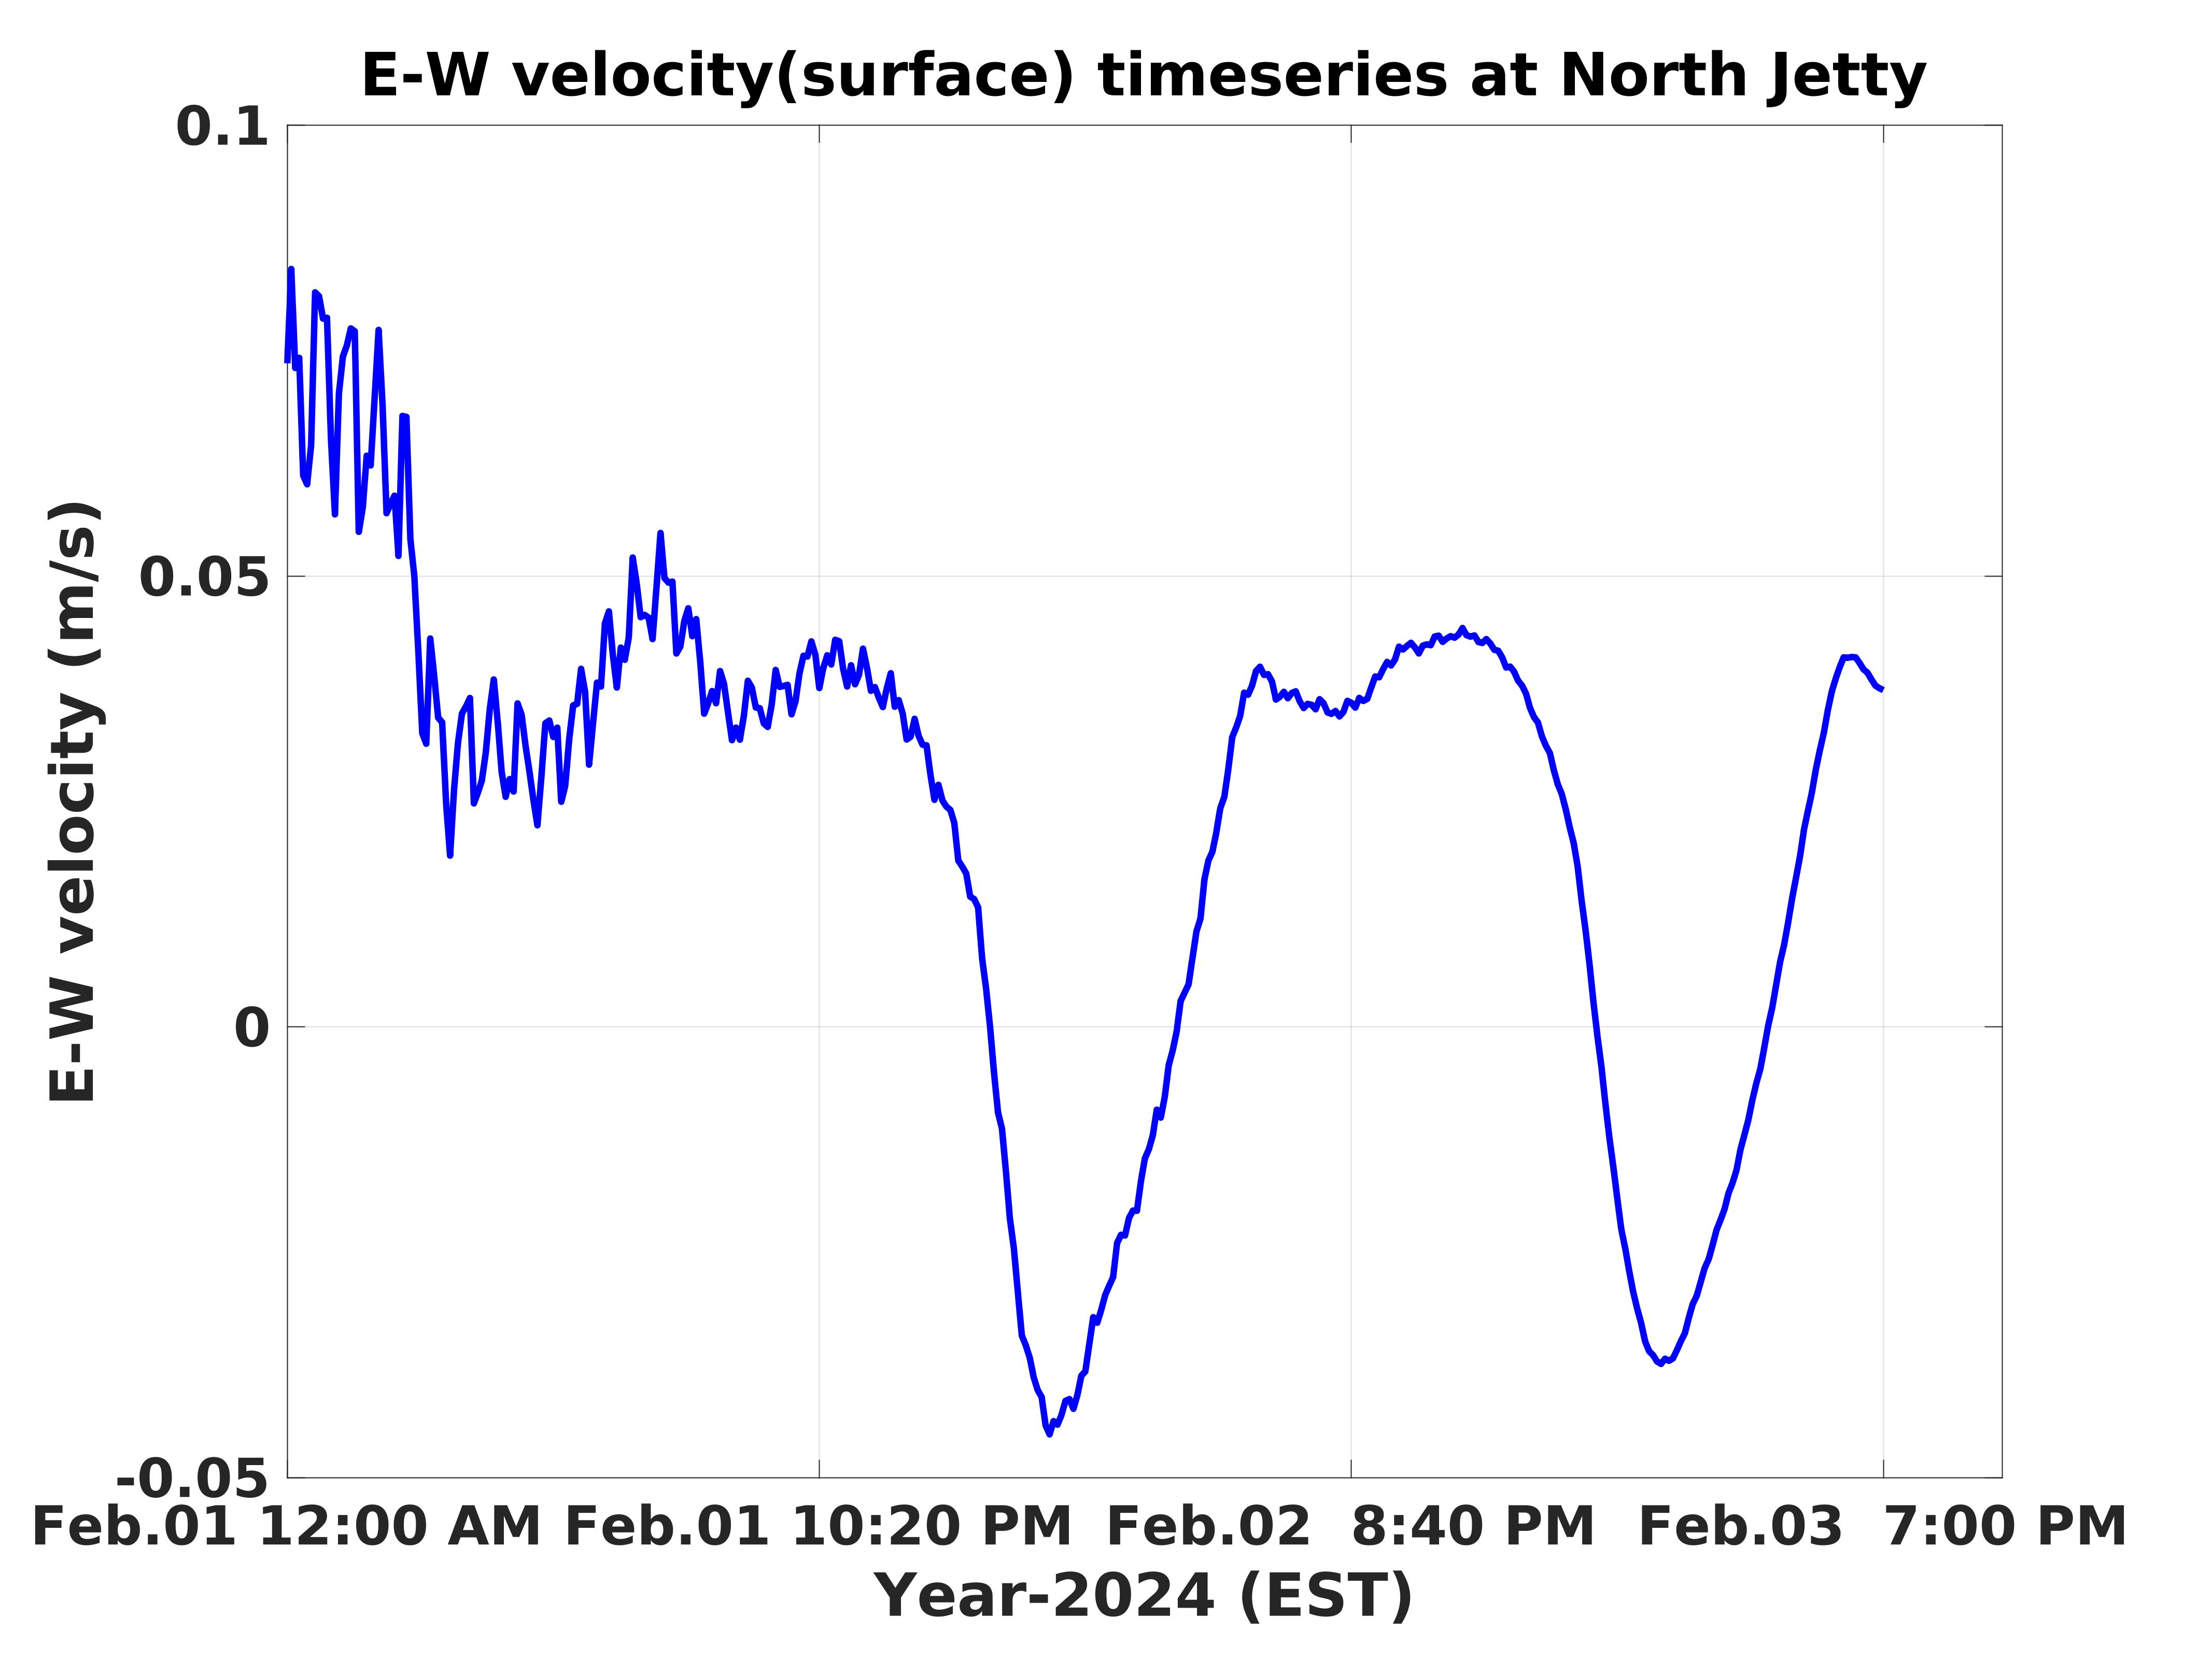 E-W velocity(surface) timeseries at North Jetty
0.1
0.05
0
-0.05
E-W velocity (m/s)
Feb.01 12:00 AM Feb.01 10:20 PM Feb.02 8:40 PM Feb.03 7:00 PM
Year-2024 (EST)